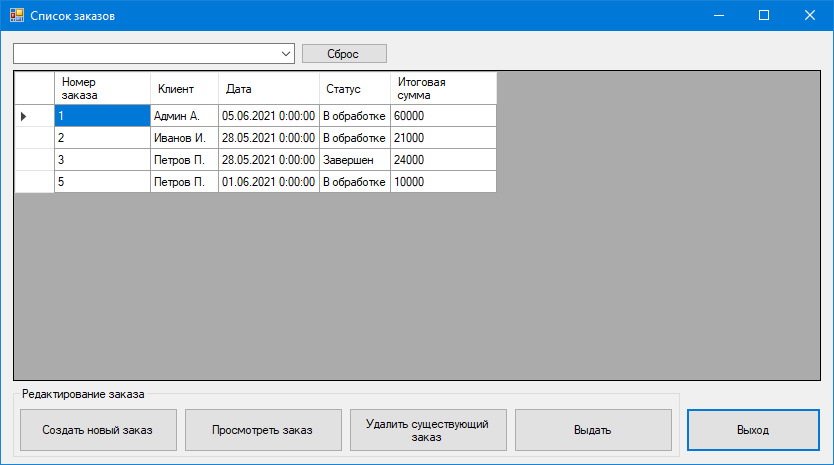 Список заказов
Сброс
Номер заказа Клиент Дата Статус Итоговая сумма
1 Админ А. 05.06.2021 0:00:00 В обработке 60000
2 Иванов И. 28.05.2021 0:00:00 В обработке 21000
3 Петров П. 28.05.2021 0:00:00 Завершен 24000
5 Петров П. 01.06.2021 0:00:00 В обработке 10000
Редактирование заказа
Создать новый заказ Просмотреть заказ Удалить существующий заказ Выдать Выход